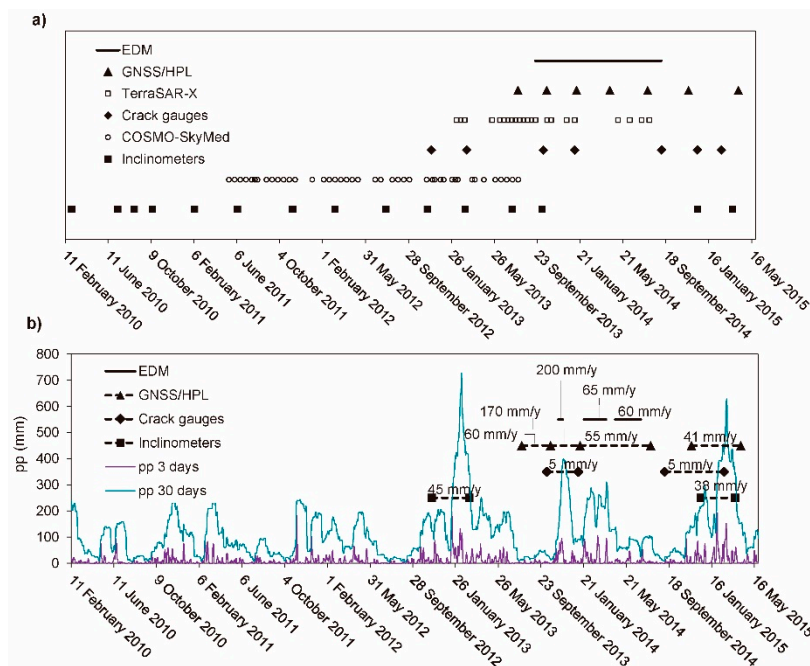 a)
EDM
GNSS/HPL
TerraSAR-X
Crack gauges
COSMO-SkyMed
Inclinometers
11 February 2010
11 June 2010
9 October 2010
6 February 2011
6 June 2011
4 October 2011
1 February 2012
31 May 2012
28 September 2012
26 January 2013
26 May 2013
23 September 2013
21 January 2014
21 May 2014
18 September 2014
16 January 2015
16 May 2015
b)
pp (mm)
800
700
600
500
400
300
200
100
0
EDM
GNSS/HPL
Crack gauges
Inclinometers
pp 3 days
pp 30 days
200 mm/y
65 mm/y
170 mm/y
60 mm/y
60 mm/y
55 mm/y
41 mm/y
5 mm/y
5 mm/y
45 mm/y
38 mm/y
11 February 2010
11 June 2010
9 October 2010
6 February 2011
6 June 2011
4 October 2011
1 February 2012
31 May 2012
28 September 2012
26 January 2013
26 May 2013
23 September 2013
21 January 2014
21 May 2014
18 September 2014
16 January 2015
16 May 2015